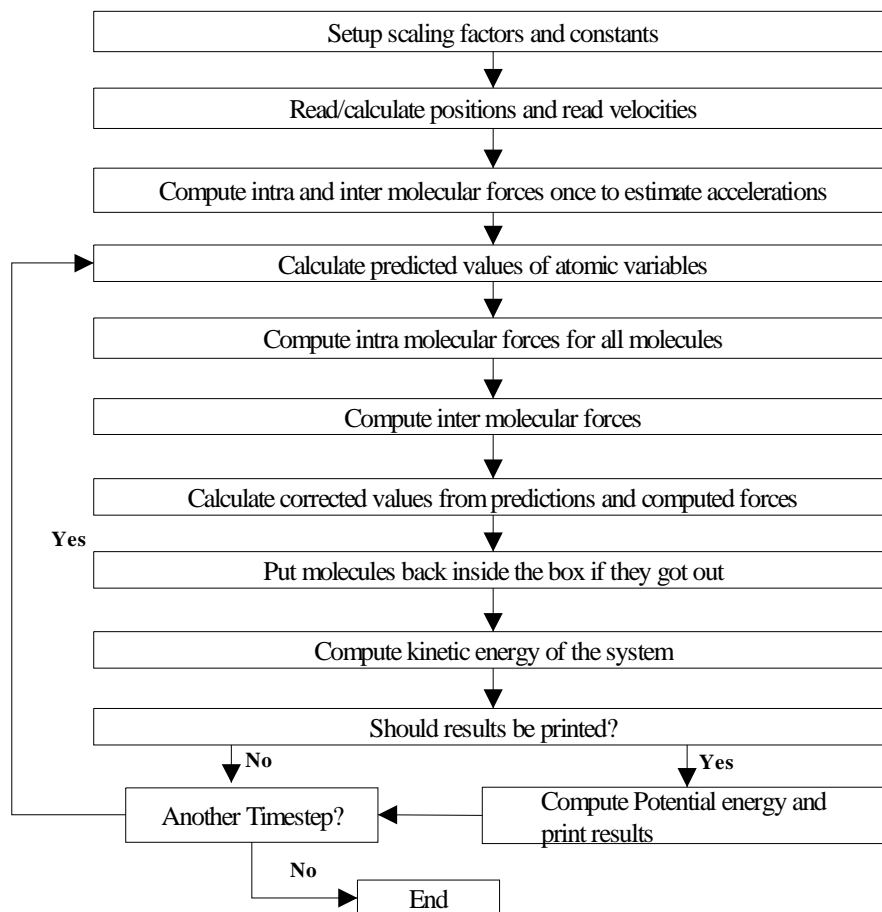 Setup scaling factors and constants
Read/calculate positions and read velocities
Compute intra and inter molecular forces once to estimate accelerations
Calculate predicted values of atomic variables
Compute intra molecular forces for all molecules
Compute inter molecular forces
Calculate corrected values from predictions and computed forces
Yes
Put molecules back inside the box if they got out
Compute kinetic energy of the system
Should results be printed?
No
Yes
Another Timestep?
Compute Potential energy and
print results
No
End